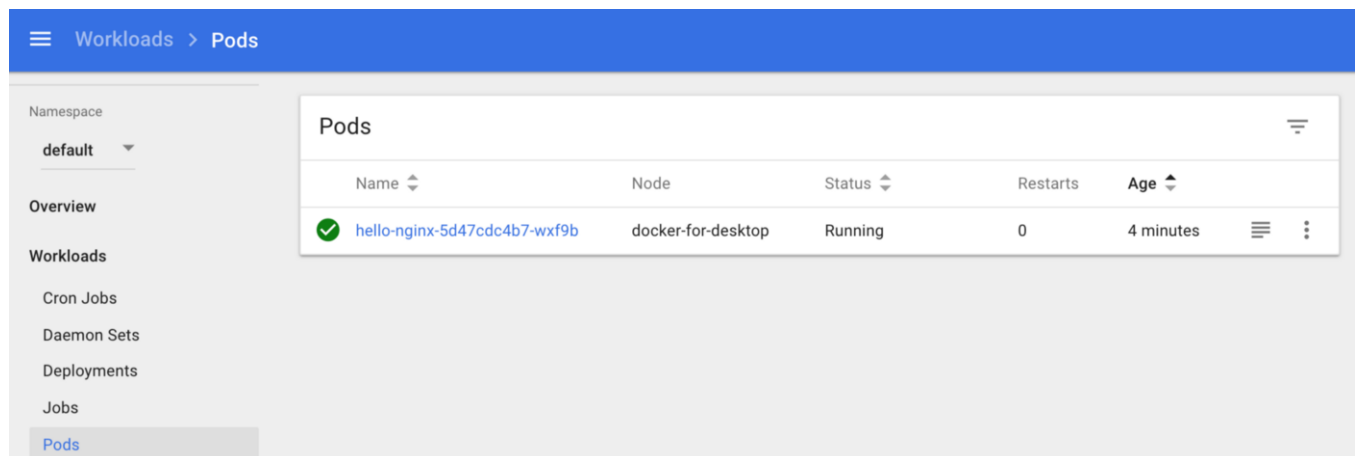 Workloads > Pods
Namespace
default
Overview
Workloads
Cron Jobs
Daemon Sets
Deployments
Jobs
Pods
Pods
Name Node Status Restarts Age
hello-nginx-5d47cdc4b7-wxf9b docker-for-desktop Running 0 4 minutes